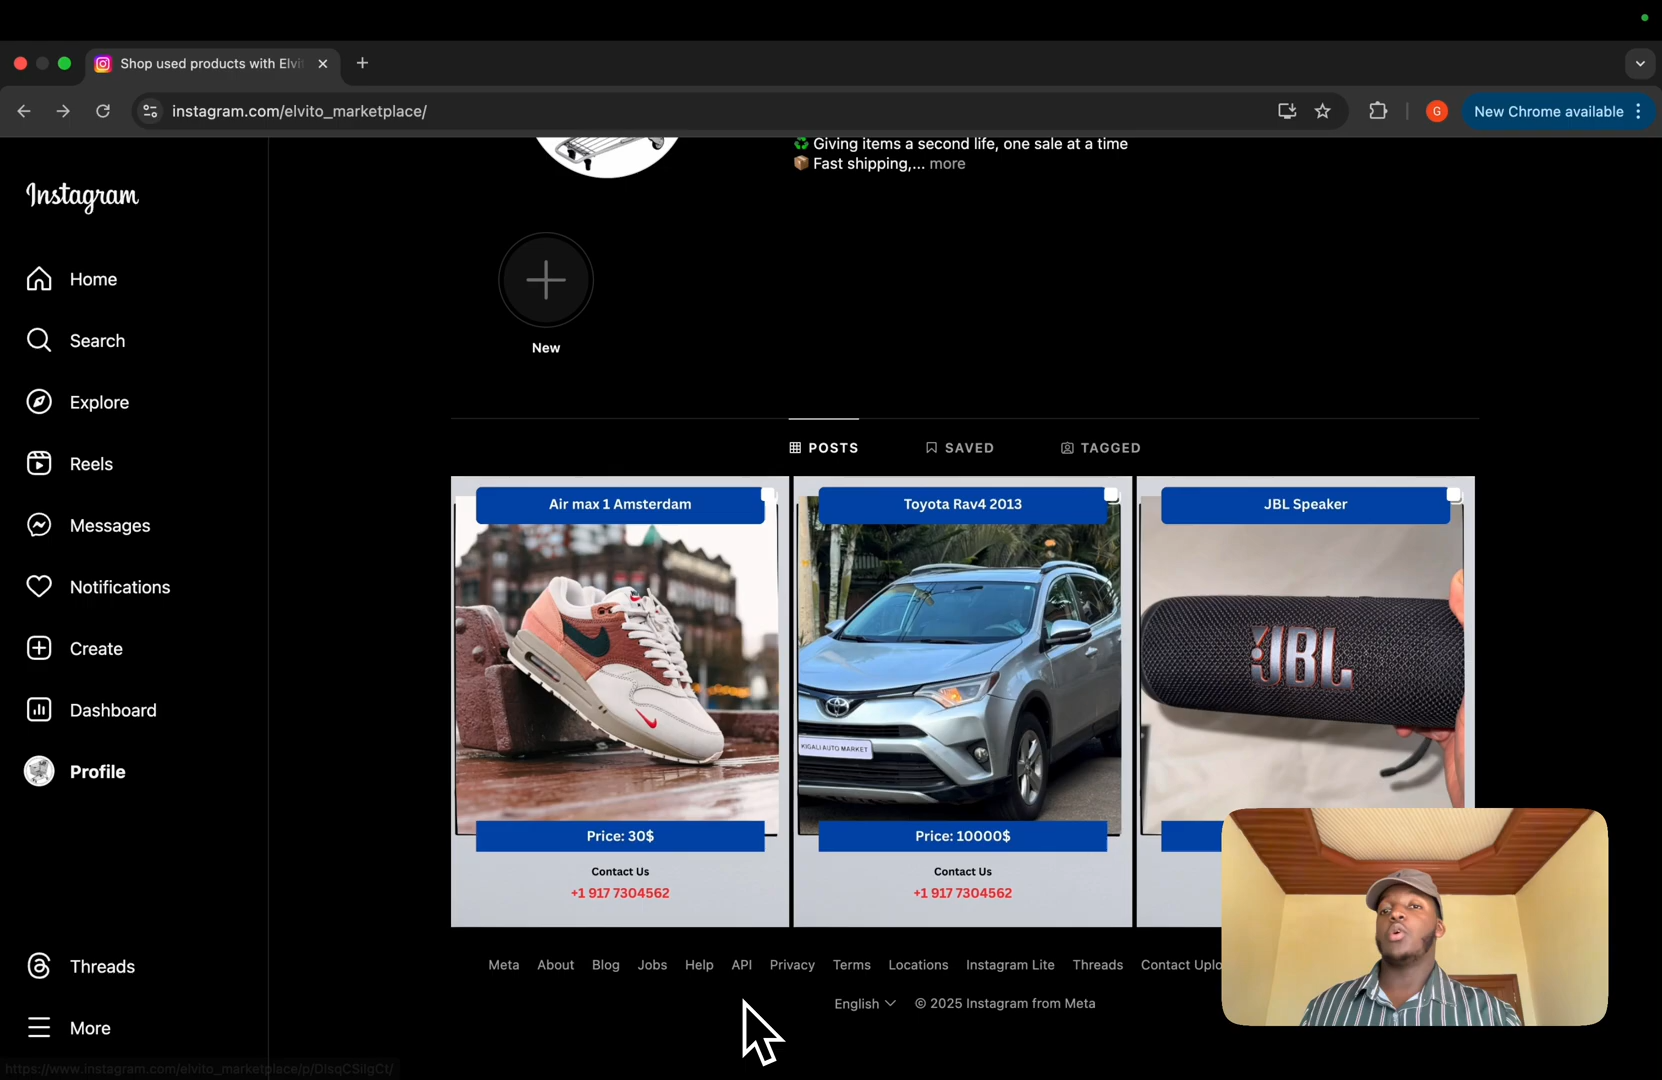 Shop used products with Elvi
instagram.com/elvito_marketplace/
G
New Chrome available
♻️ Giving items a second life, one sale at a time
📦 Fast shipping,... more
Instagram
Home
Search
Explore
Reels
Messages
Notifications
Create
Dashboard
Profile
Threads
More
New
POSTS
SAVED
TAGGED
Air max 1 Amsterdam
Price: 30$
Contact Us
+1 917 7304562
Toyota Rav4 2013
KIGALI AUTO MARKET
Price: 10000$
Contact Us
+1 917 7304562
JBL Speaker
!JBL
Meta About Blog Jobs Help API Privacy Terms Locations Instagram Lite Threads Contact Uplo
English © 2025 Instagram from Meta